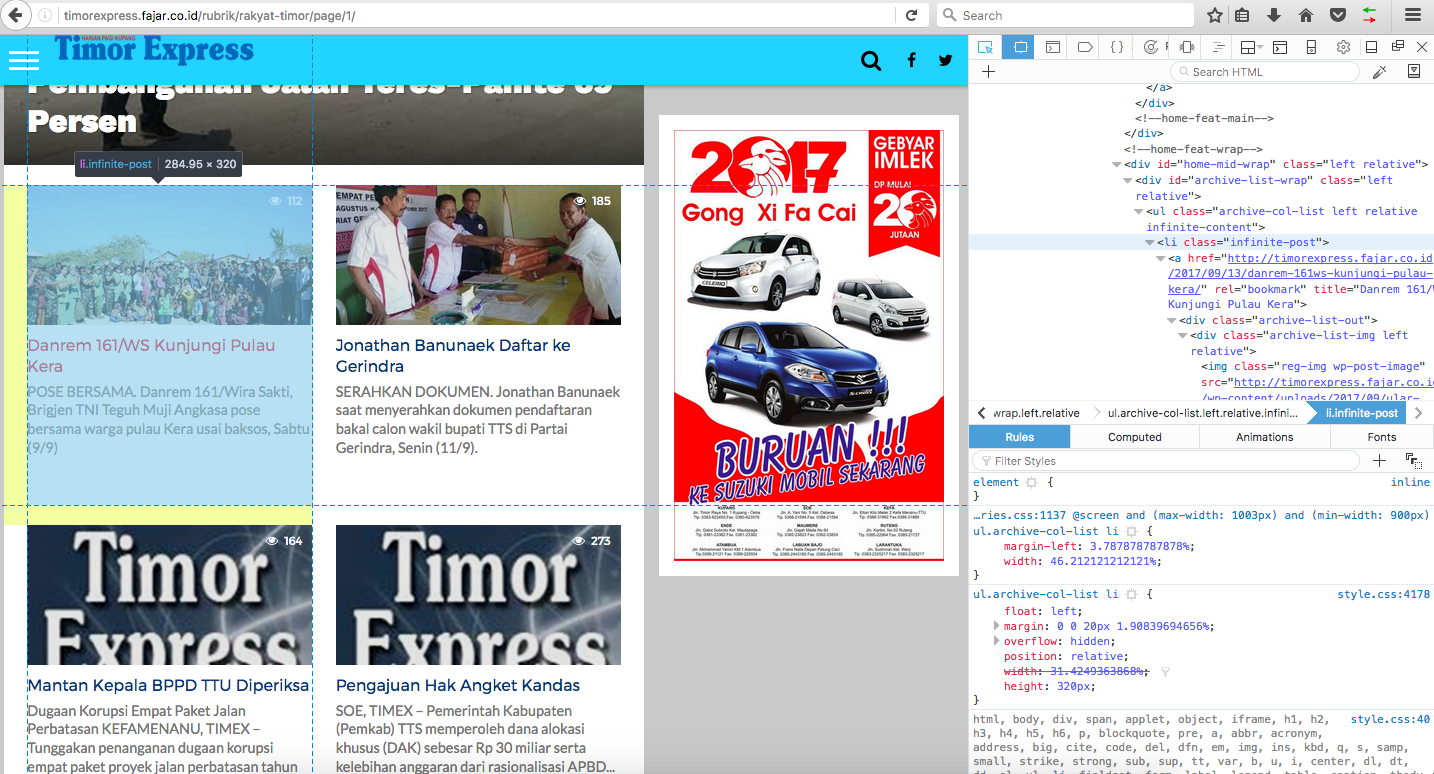 timorexpress.fajar.co.id/rubrik/rakyat-timor/page/1/
Search
HARIAN PAGI KUPANG
Timor Express
Persen
li.infinite-post 284.95 × 320
112
Danrem 161/WS Kunjungi Pulau
Kera
POSE BERSAMA. Danrem 161/Wira Sakti,
Brigjen TNI Teguh Muji Angkasa pose
bersama warga pulau Kera usai baksos, Sabtu
(9/9)
185
Jonathan Banunaek Daftar ke
Gerindra
SERAHKAN DOKUMEN. Jonathan Banunaek
saat menyerahkan dokumen pendaftaran
bakal calon wakil bupati TTS di Partai
Gerindra, Senin (11/9).
164
Timor
Express
Mantan Kepala BPPD TTU Diperiksa
Dugaan Korupsi Empat Paket Jalan
Perbatasan KEFAMENANU, TIMEX –
Tunggakan penanganan dugaan korupsi
empat paket proyek jalan perbatasan tahun
273
Timor
Express
Pengajuan Hak Angket Kandas
SOE, TIMEX – Pemerintah Kabupaten
(Pemkab) TTS memperoleh dana alokasi
khusus (DAK) sebesar Rp 30 miliar serta
kelebihan anggaran dari rasionalisasi APBD...
2017
Gong Xi Fa Cai
GEBYAR
IMLEK
DP MULAI
20
JUTAAN
CELERIO
BURUAN !!!
KE SUZUKI MOBIL SEKARANG
KUPANG
SOE
KEFA
ENDE
MAUMERE
RUTENG
ATAMBUA
LABUAN BAJO
LARANTUKA
Search HTML
</a>
</div>
<!--home-feat-main-->
</div>
<!--home-feat-wrap-->
<div id="home-mid-wrap" class="left relative">
<div id="archive-list-wrap" class="left
relative">
<ul class="archive-col-list left relative
infinite-content">
<li class="infinite-post">
<a href="http://timorexpress.fajar.co.id
/2017/09/13/danrem-161ws-kunjungi-pulau-
kera/" rel="bookmark" title="Danrem 161/W
Kunjungi Pulau Kera">
<div class="archive-list-out">
<div class="archive-list-img left
relative">
<img class="reg-img wp-post-image"
src="http://timorexpress.fajar.co.id
/wp-content/uploads/2017/09/ular-
wrap.left.relative
ul.archive-col-list.left.relative.infini...
li.infinite-post
Rules
Computed
Animations
Fonts
Filter Styles
element { inline
}
…ries.css:1137 @screen and (max-width: 1003px) and (min-width: 900px)
ul.archive-col-list li {
margin-left: 3.787878787878%;
width: 46.212121212121%;
}
ul.archive-col-list li { style.css:4178
float: left;
margin: 0 0 20px 1.90839694656%;
overflow: hidden;
position: relative;
width: 31.4249363868%;
height: 320px;
}
html, body, div, span, applet, object, iframe, h1, h2, style.css:40
h3, h4, h5, h6, p, blockquote, pre, a, abbr, acronym,
address, big, cite, code, del, dfn, em, img, ins, kbd, q, s, samp,
small, strike, strong, sub, sup, tt, var, b, u, i, center, dl, dt,